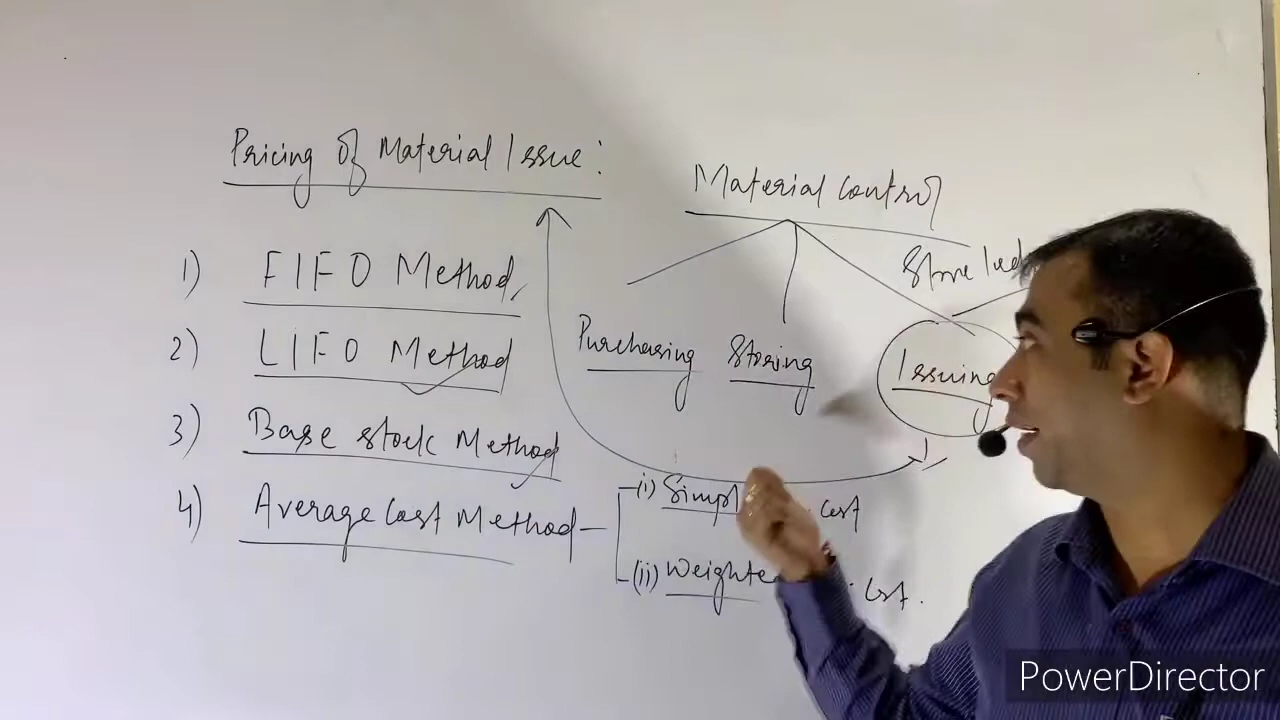 Pricing of Material Issue:
1) FIFO Method
2) LIFO Method
3) Base stock Method
4) Average Cost Method
(i) Simpl cost
(ii) Weighte Cost.
Material control
Purchasing Storing Issuing
Store led
PowerDirector